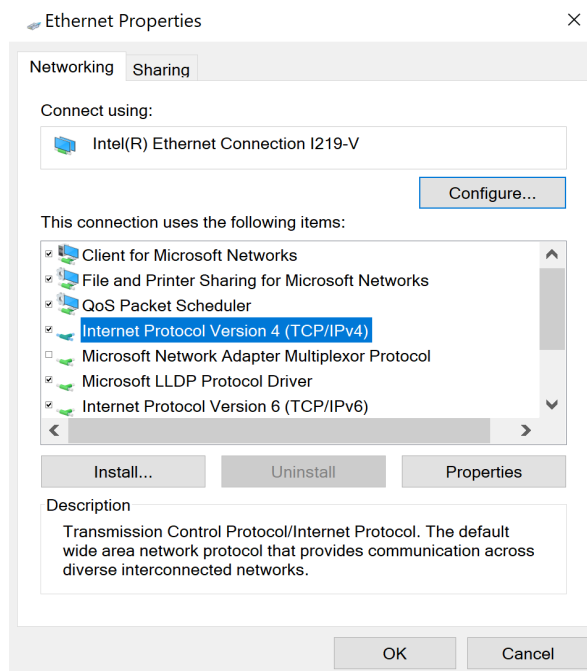 Ethernet Properties
Networking
Sharing
Connect using:
Intel(R) Ethernet Connection I219-V
Configure...
This connection uses the following items:
Client for Microsoft Networks
File and Printer Sharing for Microsoft Networks
QoS Packet Scheduler
Internet Protocol Version 4 (TCP/IPv4)
Microsoft Network Adapter Multiplexor Protocol
Microsoft LLDP Protocol Driver
Internet Protocol Version 6 (TCP/IPv6)
Install...
Uninstall
Properties
Description
Transmission Control Protocol/Internet Protocol. The default
wide area network protocol that provides communication across
diverse interconnected networks.
OK
Cancel